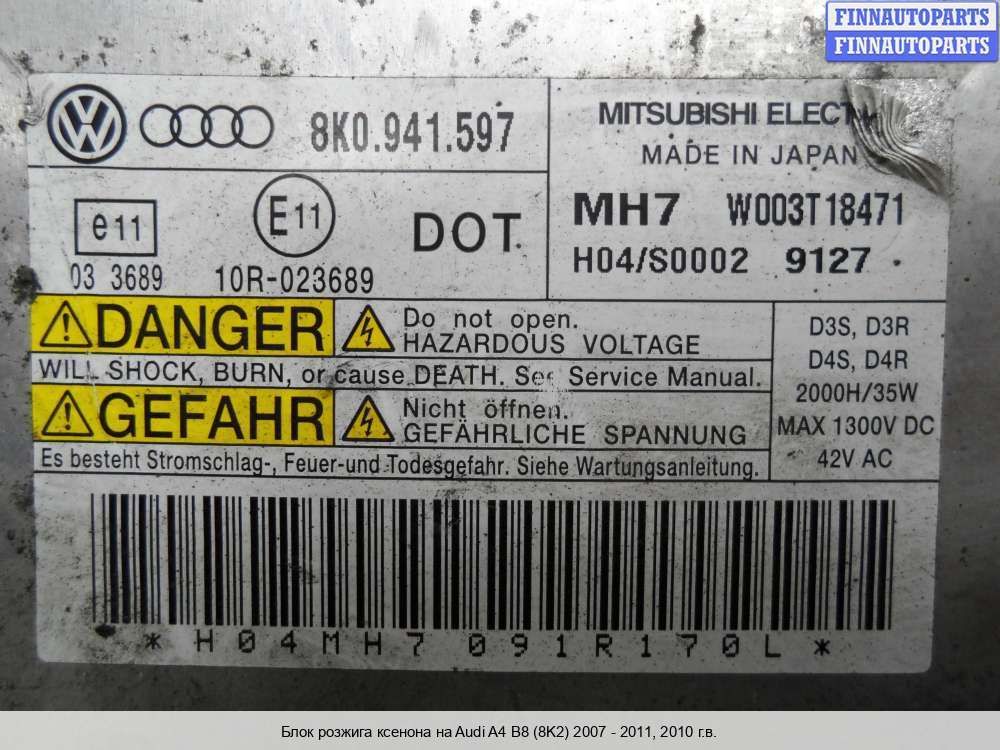 FINNAUTOPARTS
FINNAUTOPARTS
8K0.941.597
MITSUBISHI
MADE IN JAPAN
e11
E11
DOT
MH7 W003T18471
03 3689
10R-023689
H04/S0002 9127
DANGER
Do not open.
HAZARDOUS VOLTAGE
WILL SHOCK, BURN, or cause DEATH. See Service Manual.
GEFAHR
Nicht öffnen.
GEFÄHRLICHE SPANNUNG
Es besteht Stromschlag-, Feuer-und Todesgefahr. Siehe Wartungsanleitung.
D3S, D3R
D4S, D4R
2000H/35W
MAX 1300V DC
42V AC
*H04MH7091R170L*
Блок розжига ксенона на Audi A4 B8 (8K2) 2007 - 2011, 2010 г.в.